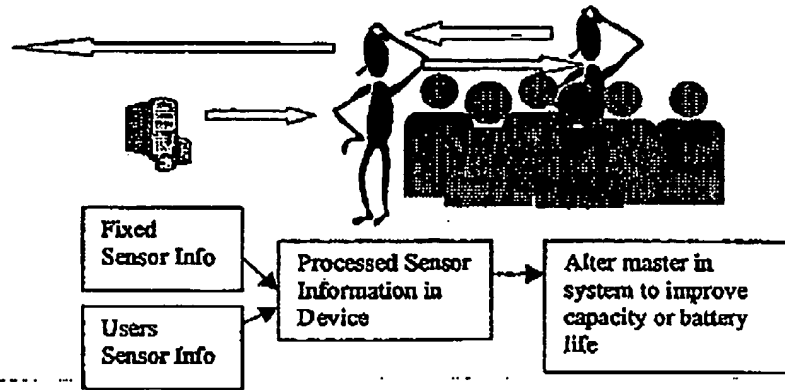 Fixed
Sensor Info
Users
Sensor Info
Processed Sensor
Information in
Device
After master in
system to improve
capacity or battery
life